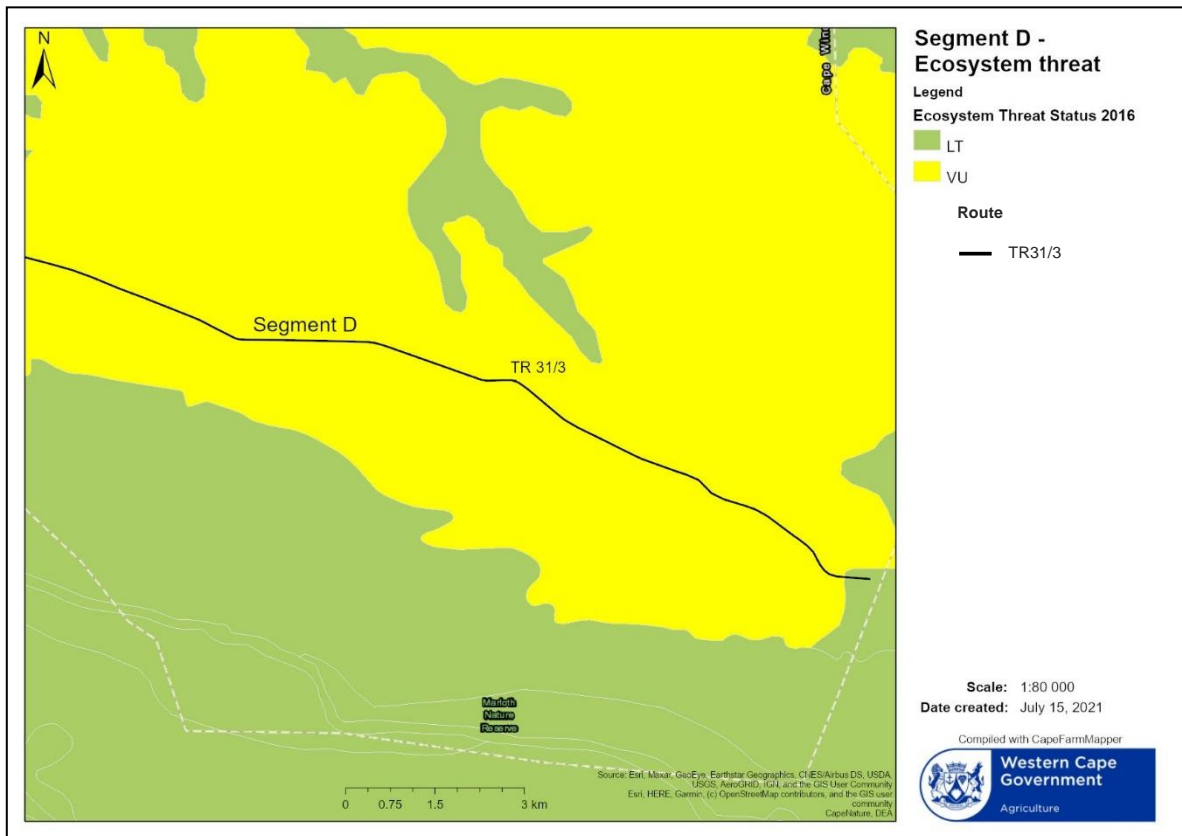 N
Cape Wine
Segment D
TR 31/3
Marloth
Nature
Reserve
Source: Esri, Maxar, GeoEye, Earthstar Geographics, CNES/Airbus DS, USDA,
USGS, AeroGRID, IGN, and the GIS User Community
Esri, HERE, Garmin, (c) OpenStreetMap contributors, and the GIS user
community
CapeNature, DEA
0 0.75 1.5 3 km
Segment D -
Ecosystem threat
Legend
Ecosystem Threat Status 2016
LT
VU
Route
TR31/3
Scale: 1:80 000
Date created: July 15, 2021
Compiled with CapeFarmMapper
Western Cape
Government
Agriculture